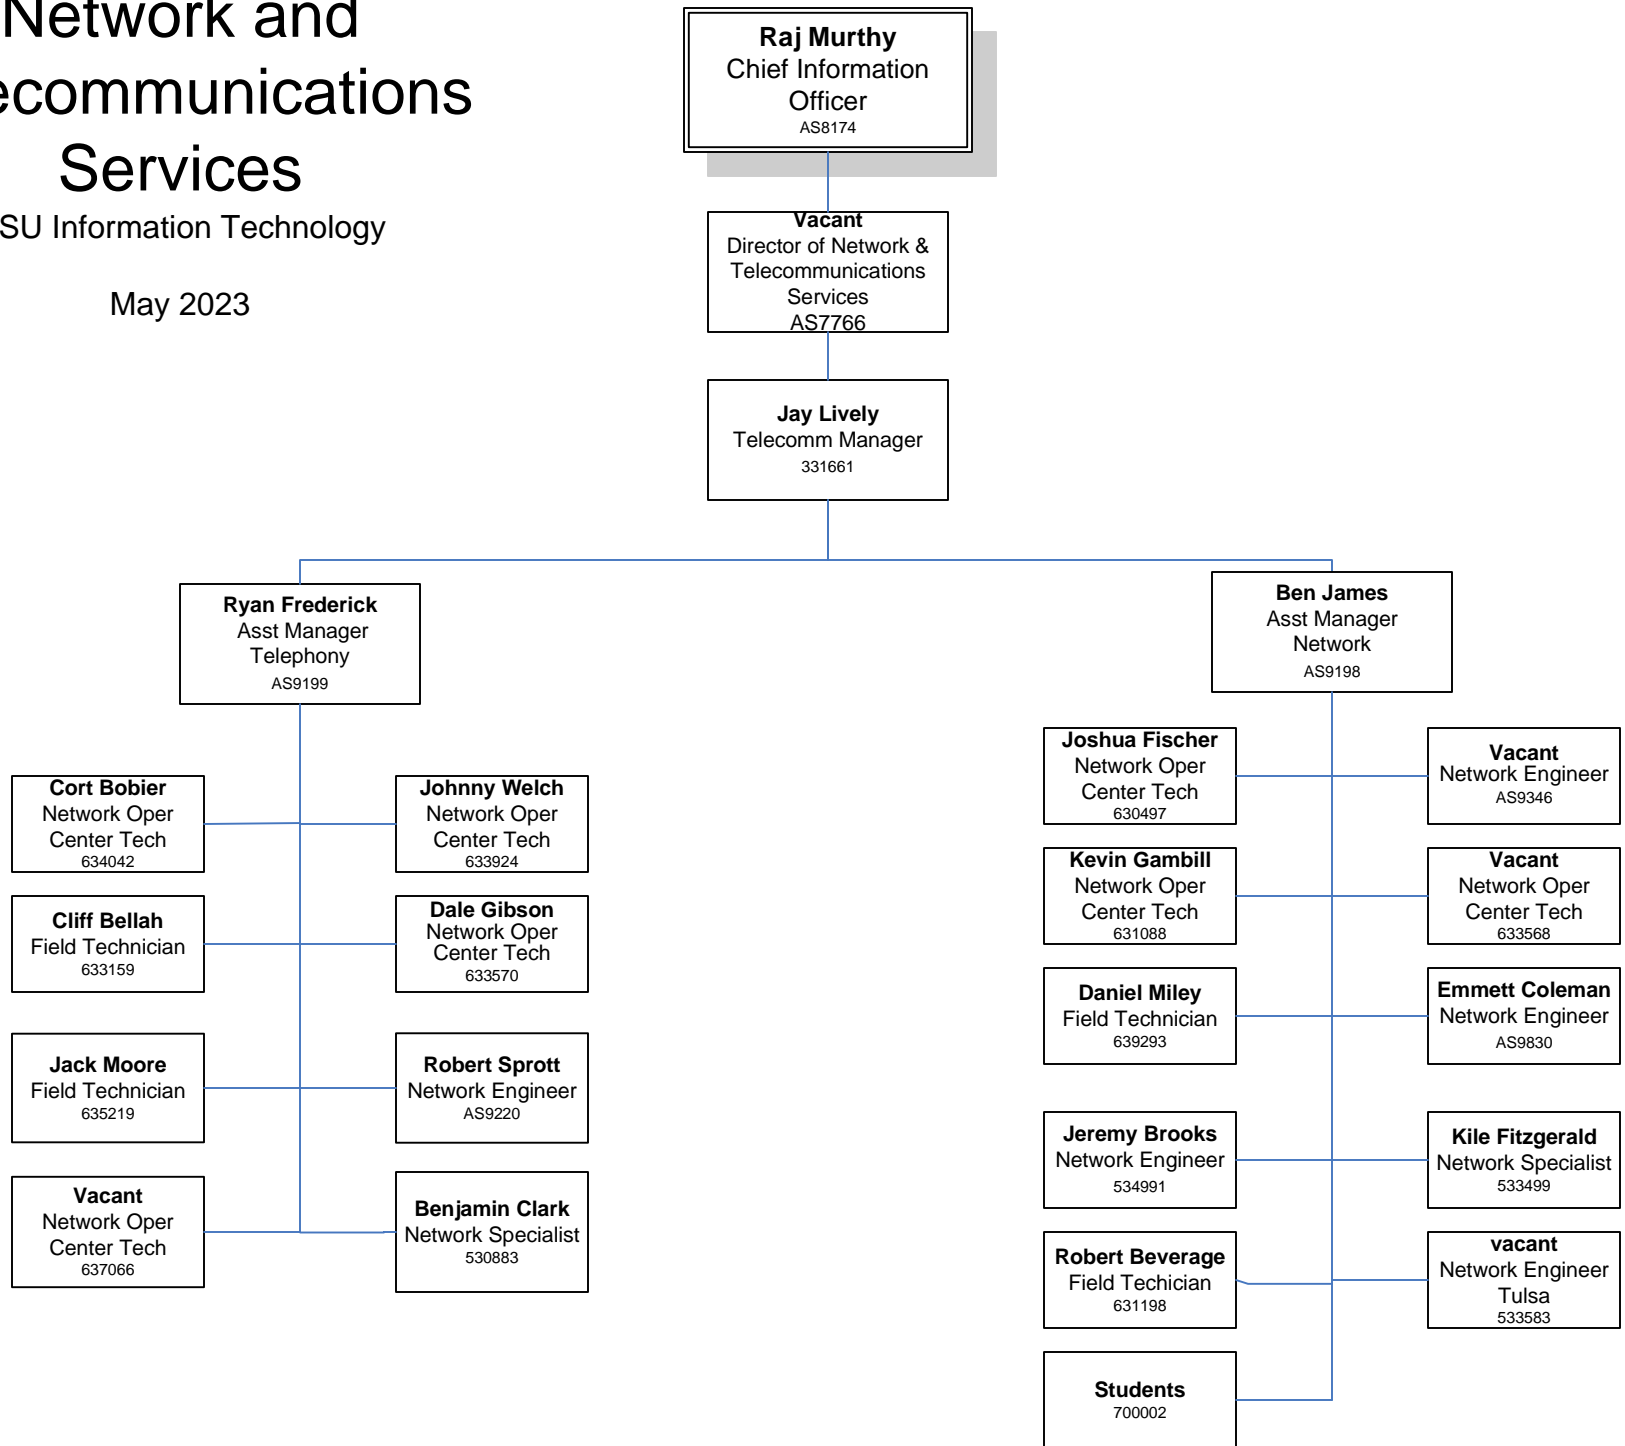 Network and
ecommunications
Services
SU Information Technology
May 2023
Raj Murthy
Chief Information
Officer
AS8174
Vacant
Director of Network &
Telecommunications
Services
AS7766
Jay Lively
Telecomm Manager
331661
Ryan Frederick
Asst Manager
Telephony
AS9199
Cort Bobier
Network Oper
Center Tech
634042
Johnny Welch
Network Oper
Center Tech
633924
Cliff Bellah
Field Technician
633159
Dale Gibson
Network Oper
Center Tech
633570
Jack Moore
Field Technician
635219
Robert Sprott
Network Engineer
AS9220
Vacant
Network Oper
Center Tech
637066
Benjamin Clark
Network Specialist
530883
Ben James
Asst Manager
Network
AS9198
Joshua Fischer
Network Oper
Center Tech
630497
Vacant
Network Engineer
AS9346
Kevin Gambill
Network Oper
Center Tech
631088
Vacant
Network Oper
Center Tech
633568
Daniel Miley
Field Technician
639293
Emmett Coleman
Network Engineer
AS9830
Jeremy Brooks
Network Engineer
534991
Kile Fitzgerald
Network Specialist
533499
Robert Beverage
Field Techician
631198
vacant
Network Engineer
Tulsa
533583
Students
700002